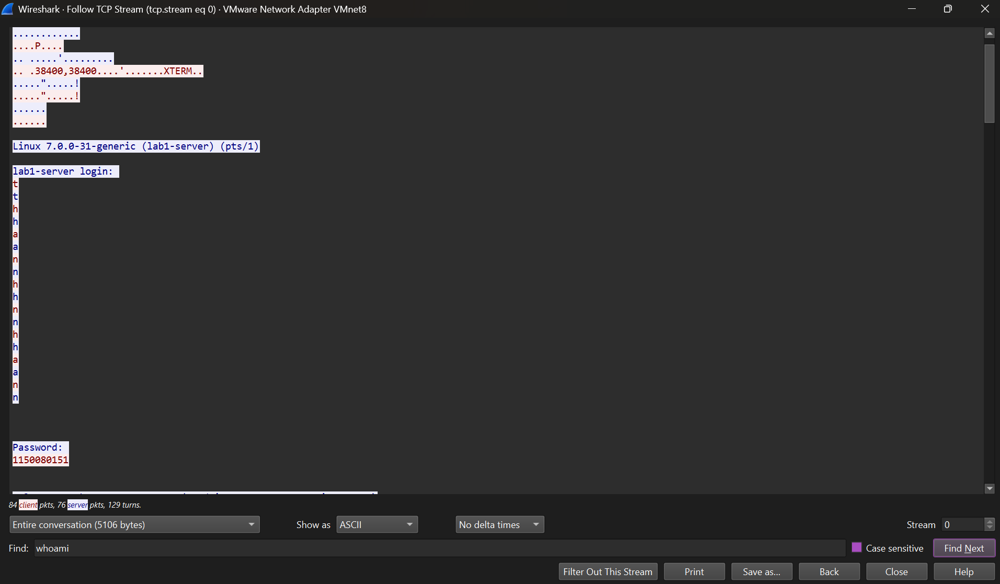 Wireshark · Follow TCP Stream (tcp.stream eq 0) · VMware Network Adapter VMnet8
............
....P....
.. .....'.........
.. .38400,38400....'.......XTERM..
.....".....!
.....".....!
......
......
Linux 7.0.0-31-generic (lab1-server) (pts/1)
lab1-server login:
t
t
h
h
a
a
n
n
h
h
n
n
h
h
a
a
n
n
Password:
1150080151
84 client pkts, 76 server pkts, 129 turns.
Entire conversation (5106 bytes) Show as ASCII No delta times Stream 0
Find: whoami Case sensitive Find Next
Filter Out This Stream Print Save as... Back Close Help